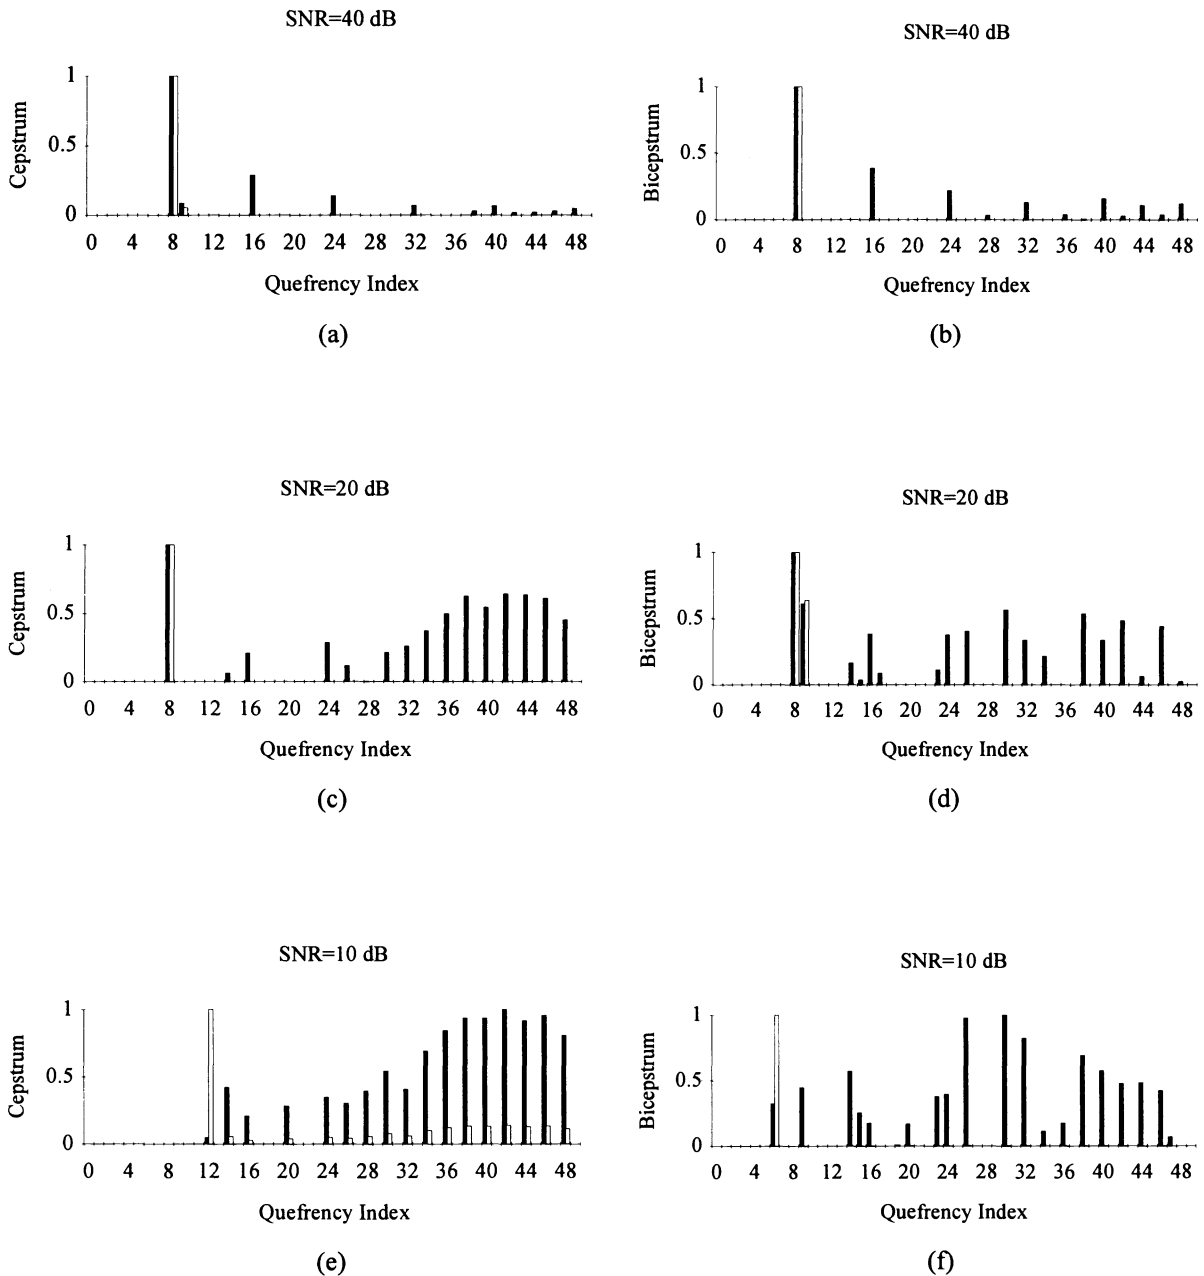 SNR=40 dB
Cepstrum
1
0.5
0
0 4 8 12 16 20 24 28 32 36 40 44 48
Quefrency Index
(a)
SNR=40 dB
Bicepstrum
1
0.5
0
0 4 8 12 16 20 24 28 32 36 40 44 48
Quefrency Index
(b)
SNR=20 dB
Cepstrum
1
0.5
0
0 4 8 12 16 20 24 28 32 36 40 44 48
Quefrency Index
(c)
SNR=20 dB
Bicepstrum
1
0.5
0
0 4 8 12 16 20 24 28 32 36 40 44 48
Quefrency Index
(d)
SNR=10 dB
Cepstrum
1
0.5
0
0 4 8 12 16 20 24 28 32 36 40 44 48
Quefrency Index
(e)
SNR=10 dB
Bicepstrum
1
0.5
0
0 4 8 12 16 20 24 28 32 36 40 44 48
Quefrency Index
(f)